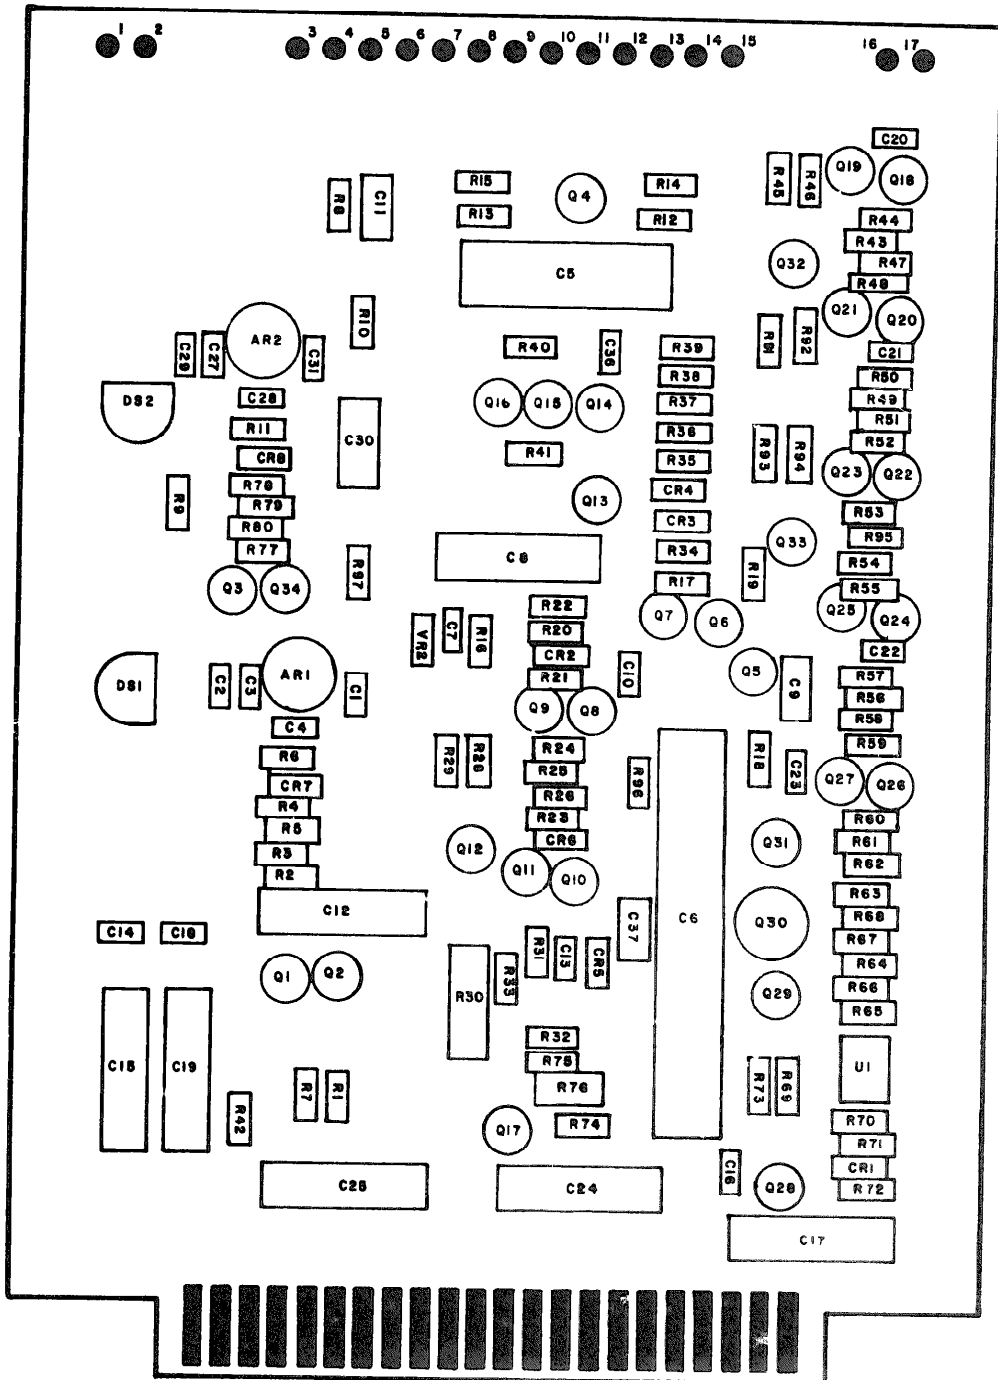 1 2 3 4 5 6 7 8 9 10 11 12 13 14 15 16 17
C20
R45 R46 Q19 Q18
R8 C11 R15 Q4 R14
R13 R12
R44
R43
R47
R48
C5
Q32
Q21 Q20
R10
R91 R92
C21
C29 C27 AR2 C31
R40 C36 R39
R38
R50
R49
R51
R52
DS2 C28
Q16 Q15 Q14 R37
R11 C30 R36
CR8 R41 R35
R93 R94 Q23 Q22
R9 R78
R79
R80
R77
Q13 CR4
CR3
R53
R95
R54
R55
Q33
R97 C8 R34
R17
R19
Q3 Q34
R22 Q7 Q6 Q25 Q24
VR2 C7 R16 R20
CR2
R21
C22
DS1 C2 C3 AR1 C1
C10 Q5 C9
R57
R56
R58
R59
Q9 Q8
C4
R6
CR7
R4
R5
R3
R2
R29 R28 R24
R25
R26
R23
CR6
R96 R18 C23
Q27 Q26
R60
R61
R62
Q12 Q11 Q10 Q31
C12 C37 C6 Q30
R63
R68
R67
R64
R66
R65
C14 C18
Q1 Q2
R30 R33 R31 C13 CR5
Q29
C15 C19
R32
R75
R76
R74
U1
R42 R7 R1
R73 R69
Q17
R70
R71
CR1
R72
C25 C24 C16 Q28
C17